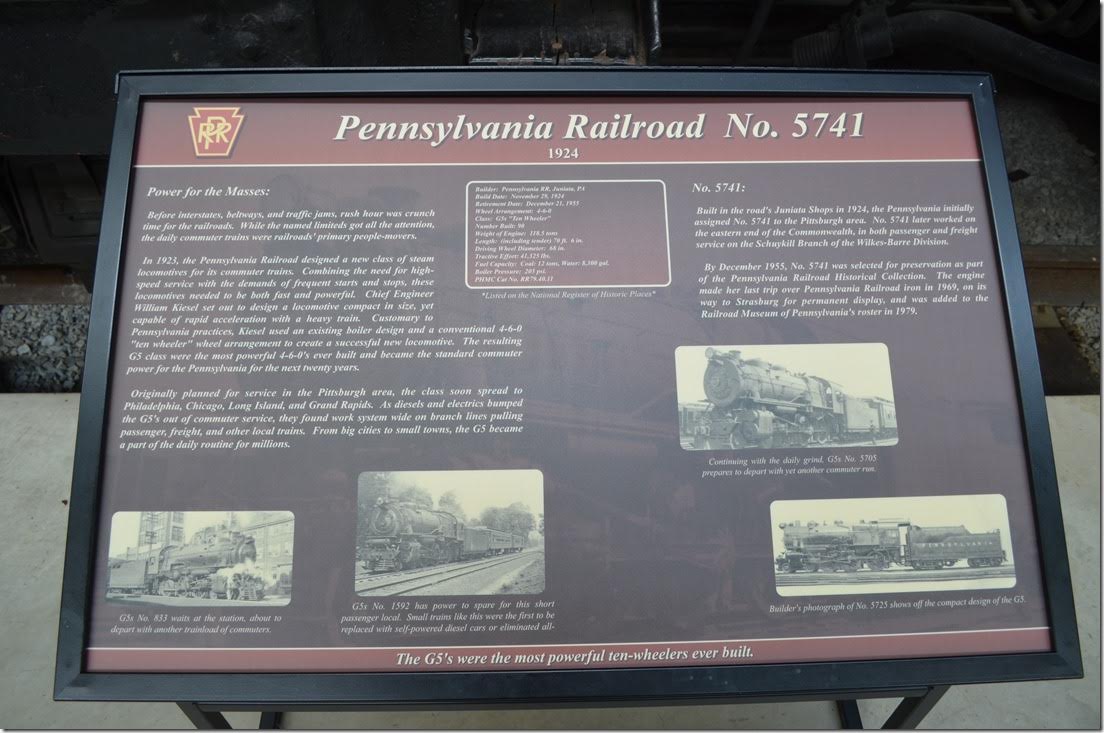 PRR
Pennsylvania Railroad No. 5741
1924
Power for the Masses:
Before interstates, beltways, and traffic jams, rush hour was crunch
time for the railroads. While the named limiteds got all the attention,
the daily commuter trains were railroads' primary people-movers.
In 1923, the Pennsylvania Railroad designed a new class of steam
locomotives for its commuter trains. Combining the need for high-
speed service with the demands of frequent starts and stops, these
locomotives needed to be both fast and powerful. Chief Engineer
William Kiesel set out to design a locomotive compact in size, yet
capable of rapid acceleration with a heavy train. Customary to
Pennsylvania practices, Kiesel used an existing boiler design and a conventional 4-6-0
"ten wheeler" wheel arrangement to create a successful new locomotive. The resulting
G5 class were the most powerful 4-6-0's ever built and became the standard commuter
power for the Pennsylvania for the next twenty years.
Originally planned for service in the Pittsburgh area, the class soon spread to
Philadelphia, Chicago, Long Island, and Grand Rapids. As diesels and electrics bumped
the G5's out of commuter service, they found work system wide on branch lines pulling
passenger, freight, and other local trains. From big cities to small towns, the G5 became
a part of the daily routine for millions.
Builder: Pennsylvania RR, Juniata, PA
Build Date: November 29, 1924
Retirement Date: December 21, 1955
Wheel Arrangement: 4-6-0
Class: G5s "Ten Wheeler"
Number Built: 90
Weight of Engine: 118.5 tons
Length: (including tender) 70 ft. 6 in.
Driving Wheel Diameter: 68 in.
Tractive Effort: 41,325 lbs.
Fuel Capacity: Coal: 12 tons, Water: 8,300 gal.
Boiler Pressure: 205 psi.
PHMC Car No. RR79.40.11
*Listed on the National Register of Historic Places*
No. 5741:
Built in the road's Juniata Shops in 1924, the Pennsylvania initially
assigned No. 5741 to the Pittsburgh area. No. 5741 later worked on
the eastern end of the Commonwealth, in both passenger and freight
service on the Schuykill Branch of the Wilkes-Barre Division.
By December 1955, No. 5741 was selected for preservation as part
of the Pennsylvania Railroad Historical Collection. The engine
made her last trip over Pennsylvania Railroad iron in 1969, on its
way to Strasburg for permanent display, and was added to the
Railroad Museum of Pennsylvania's roster in 1979.
Continuing with the daily grind, G5s No. 5705
prepares to depart with yet another commuter run.
G5s No. 833 waits at the station, about to
depart with another trainload of commuters.
G5s No. 1592 has power to spare for this short
passenger local. Small trains like this were the first to be
replaced with self-powered diesel cars or eliminated all-
Builder's photograph of No. 5725 shows off the compact design of the G5.
The G5's were the most powerful ten-wheelers ever built.